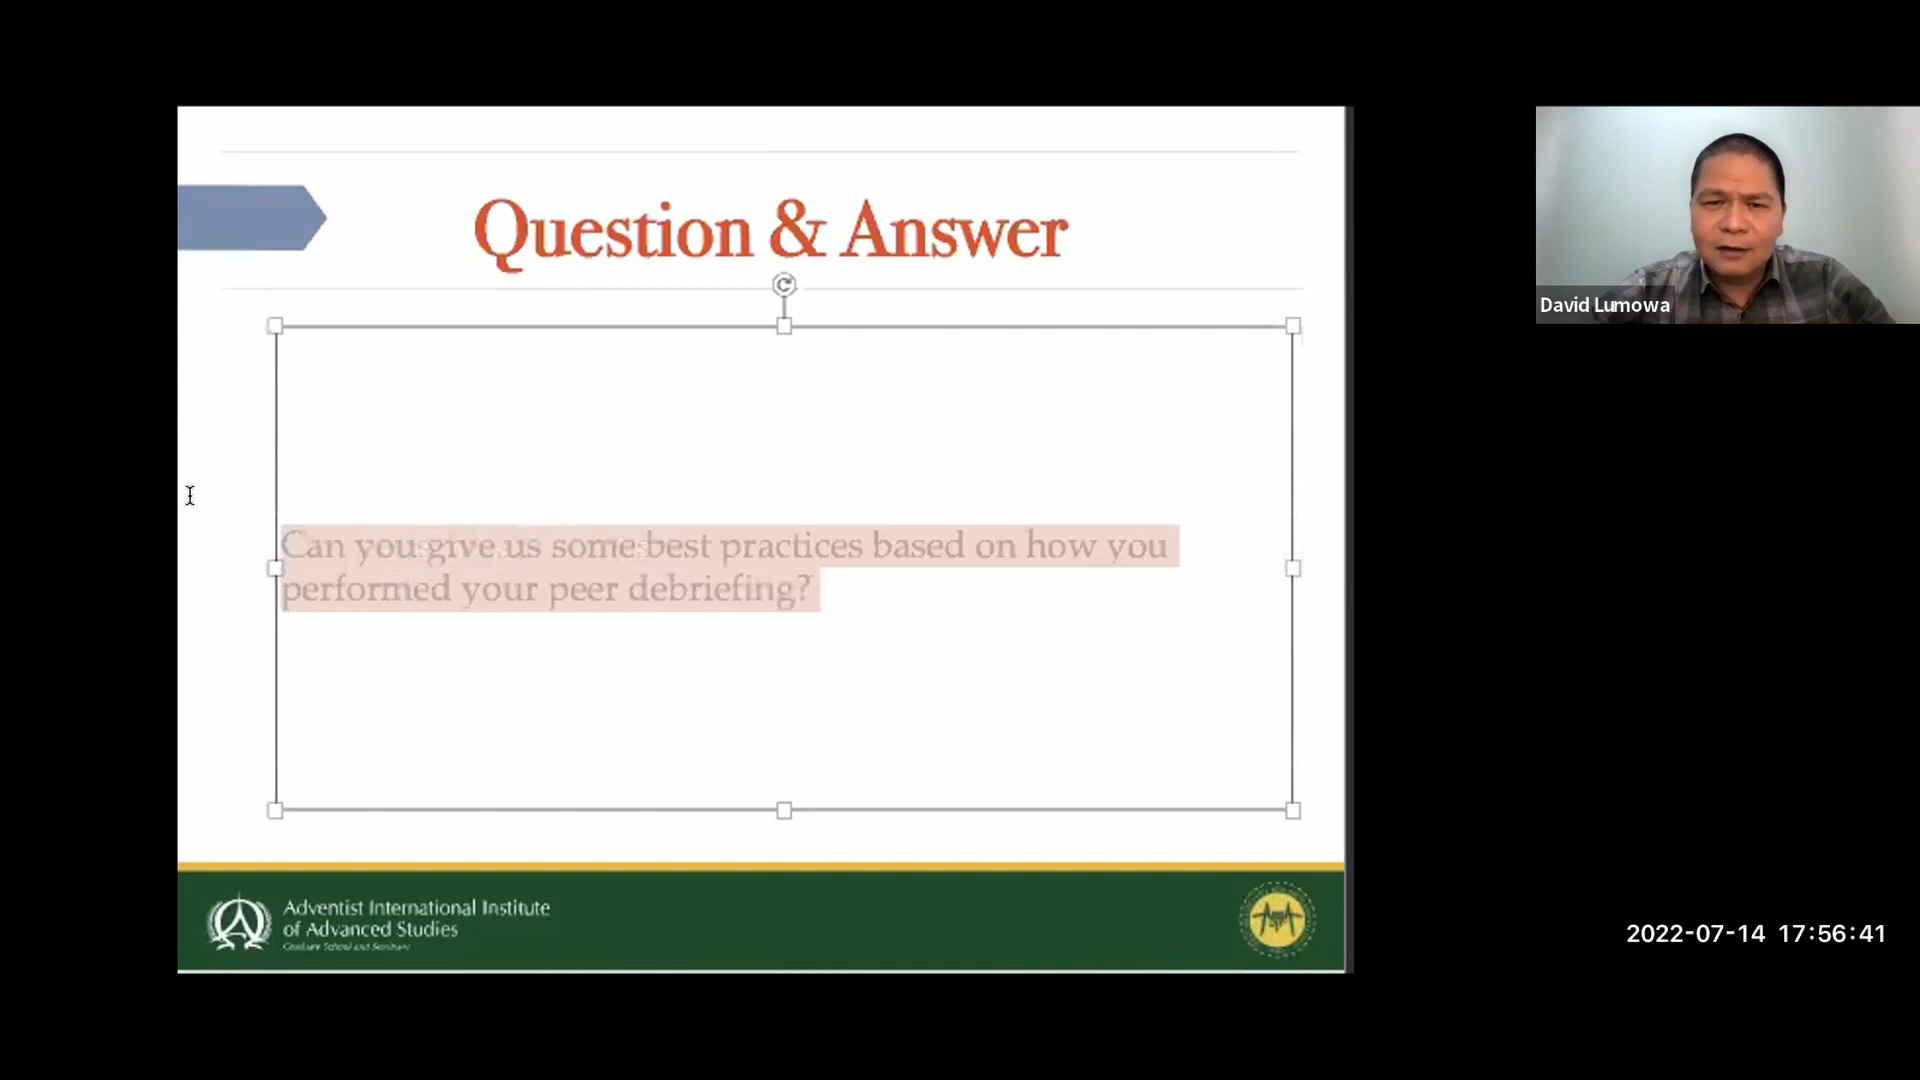 Question & Answer
David Lumowa
Can you give us some best practices based on how you
performed your peer debriefing?
Adventist International Institute
of Advanced Studies
Graduate School and Seminary
2022-07-14 17:56:41